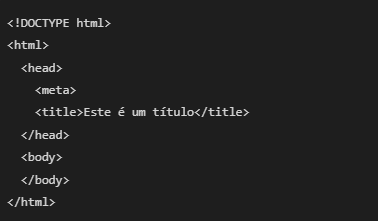 <!DOCTYPE html>
<html>
<head>
<meta>
<title>Este é um título</title>
</head>
<body>
</body>
</html>